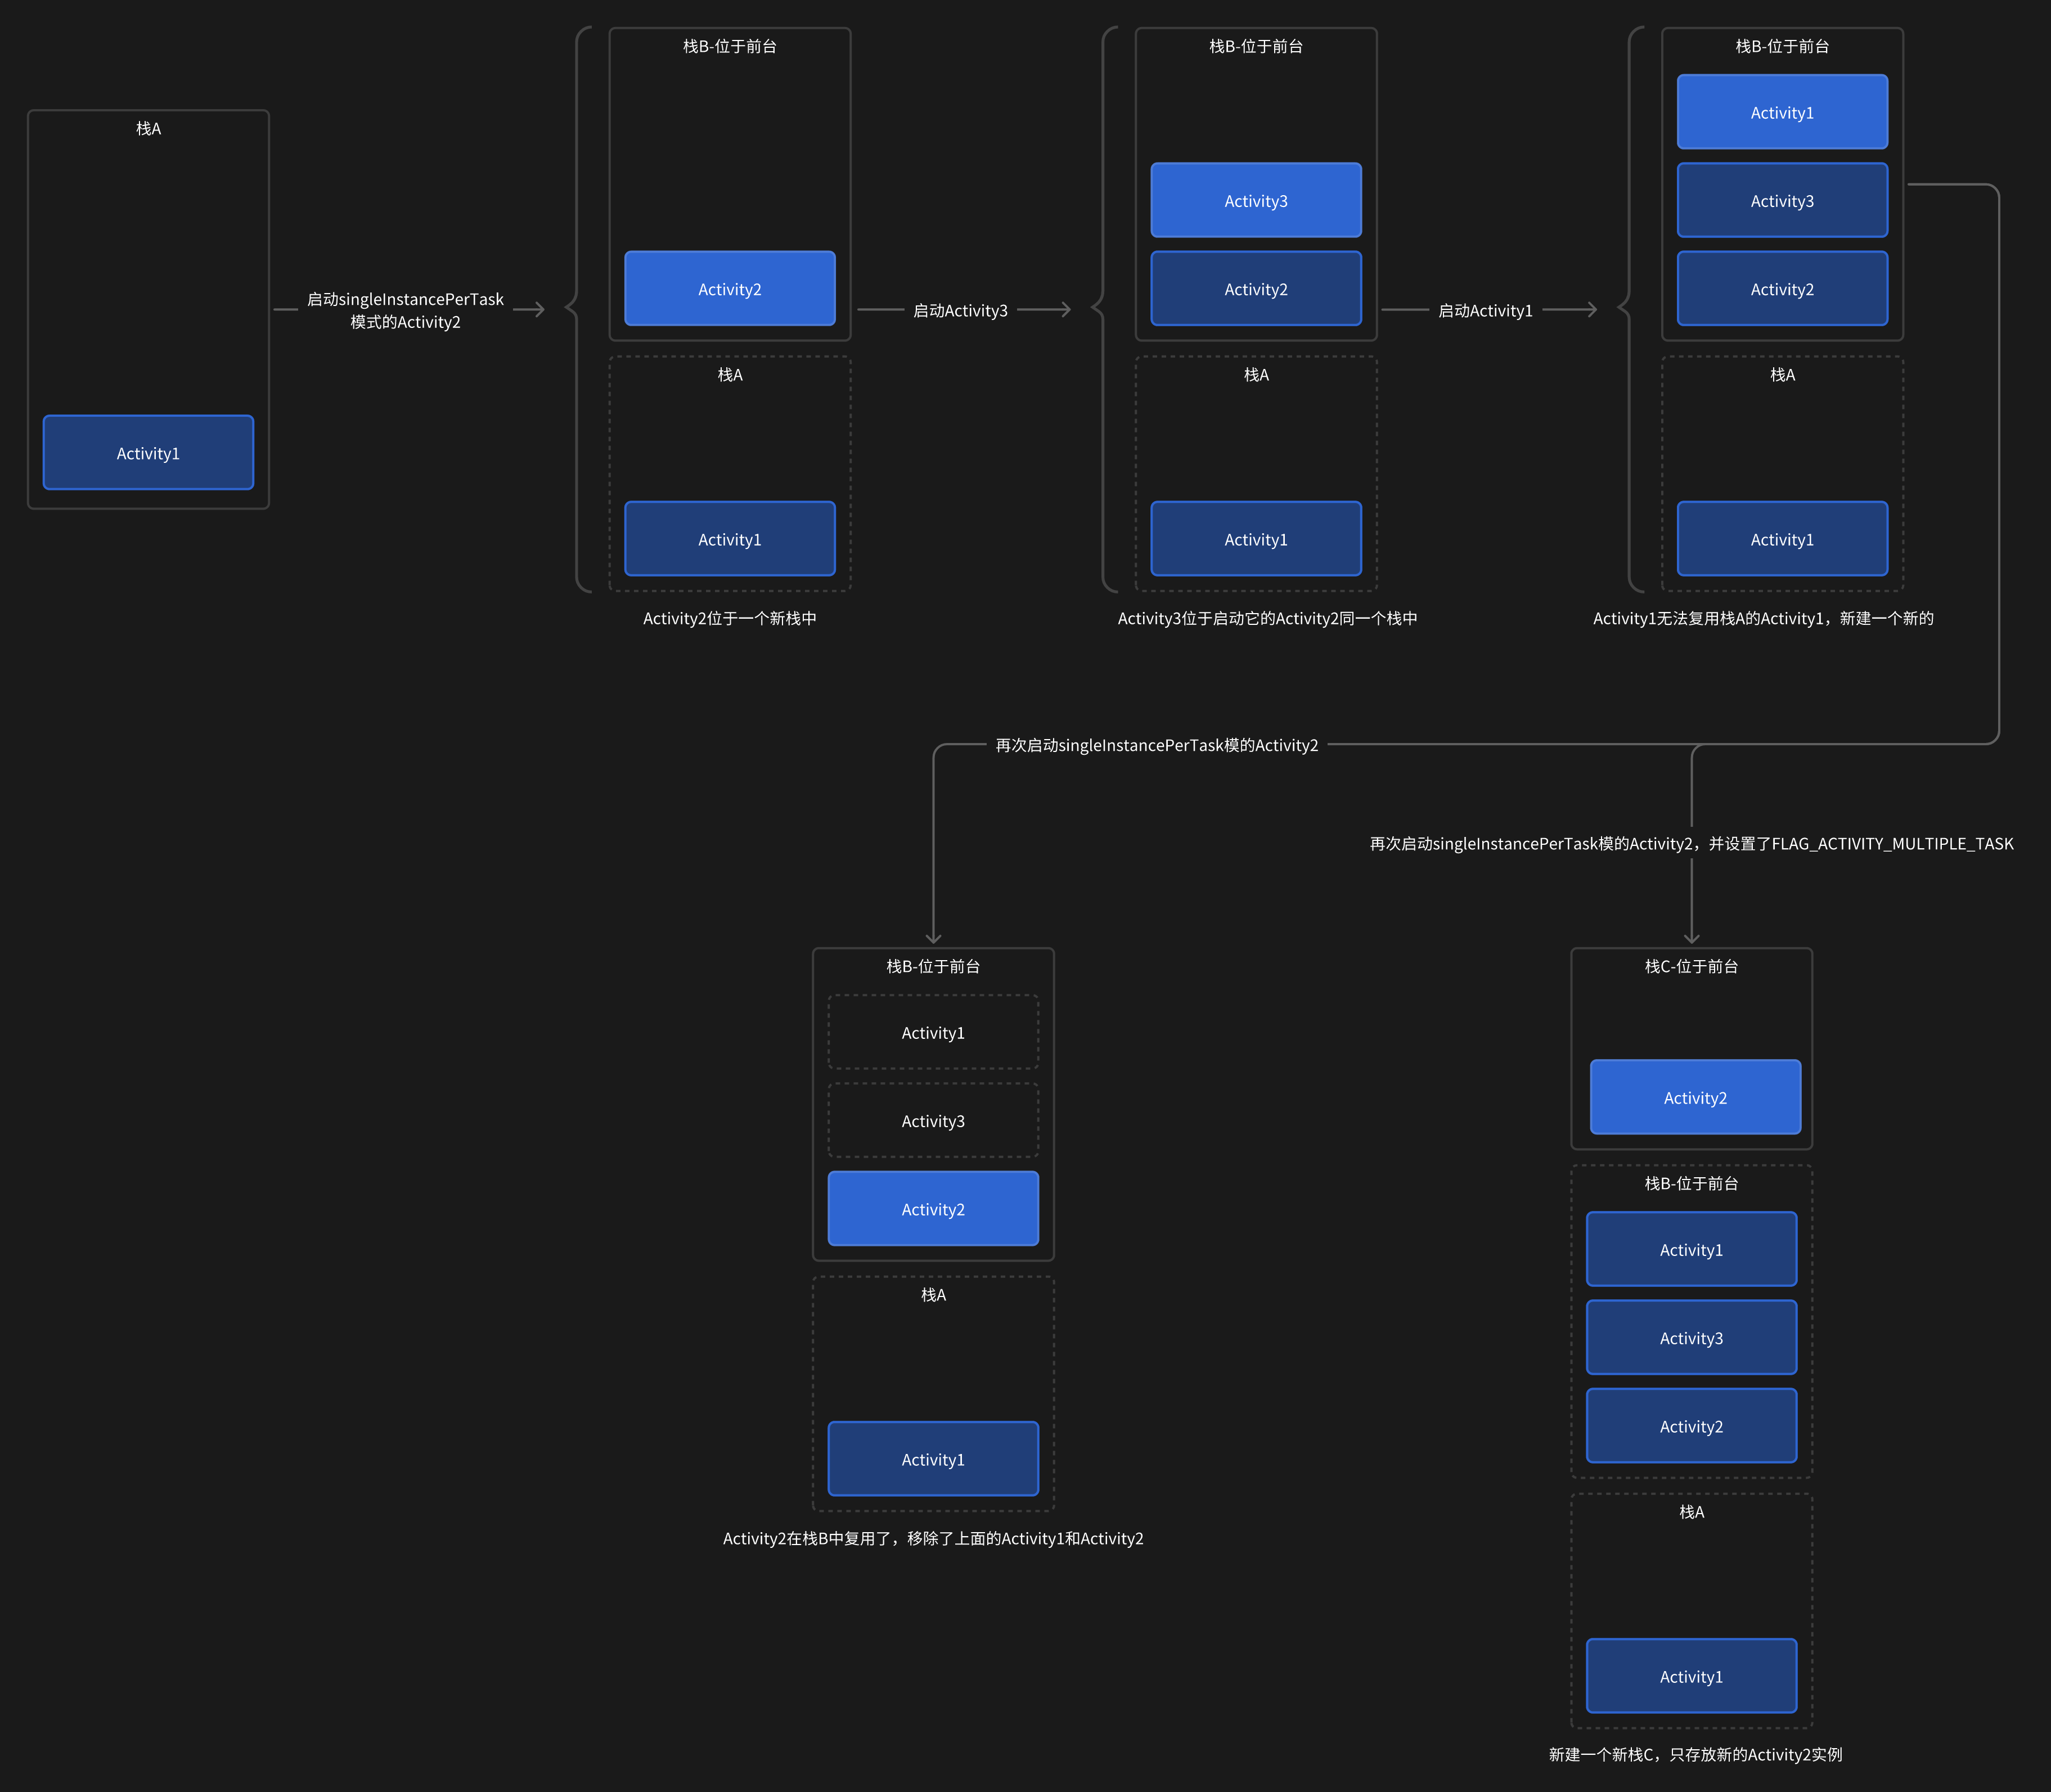 栈A
Activity1
启动singleInstancePerTask
模式的Activity2
栈B-位于前台
Activity2
栈A
Activity1
Activity2位于一个新栈中
启动Activity3
栈B-位于前台
Activity3
Activity2
栈A
Activity1
Activity3位于启动它的Activity2同一个栈中
启动Activity1
栈B-位于前台
Activity1
Activity3
Activity2
栈A
Activity1
Activity1无法复用栈A的Activity1，新建一个新的
再次启动singleInstancePerTask模的Activity2
再次启动singleInstancePerTask模的Activity2，并设置了FLAG_ACTIVITY_MULTIPLE_TASK
栈B-位于前台
Activity1
Activity3
Activity2
栈A
Activity1
Activity2在栈B中复用了，移除了上面的Activity1和Activity2
栈C-位于前台
Activity2
栈B-位于前台
Activity1
Activity3
Activity2
栈A
Activity1
新建一个新栈C，只存放新的Activity2实例